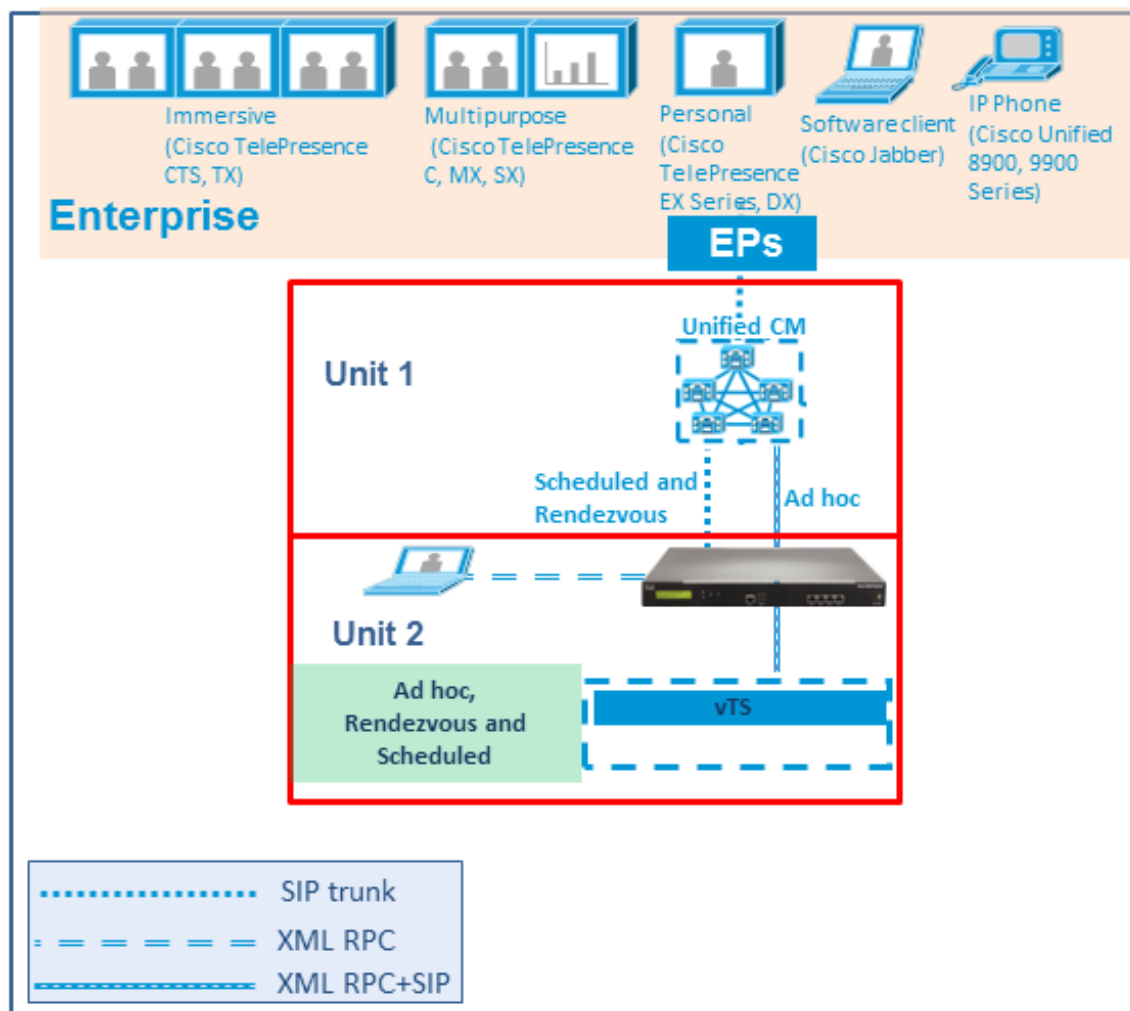 Immersive
(Cisco TelePresence
CTS, TX)
Multipurpose
(Cisco TelePresence
C, MX, SX)
Personal
(Cisco
TelePresence
EX Series, DX)
Software client
(Cisco Jabber)
IP Phone
(Cisco Unified
8900, 9900
Series)
Enterprise
EPs
Unified CM
Unit 1
Scheduled and
Rendezvous
Ad hoc
Unit 2
Ad hoc,
Rendezvous and
Scheduled
vTS
SIP trunk
XML RPC
XML RPC+SIP